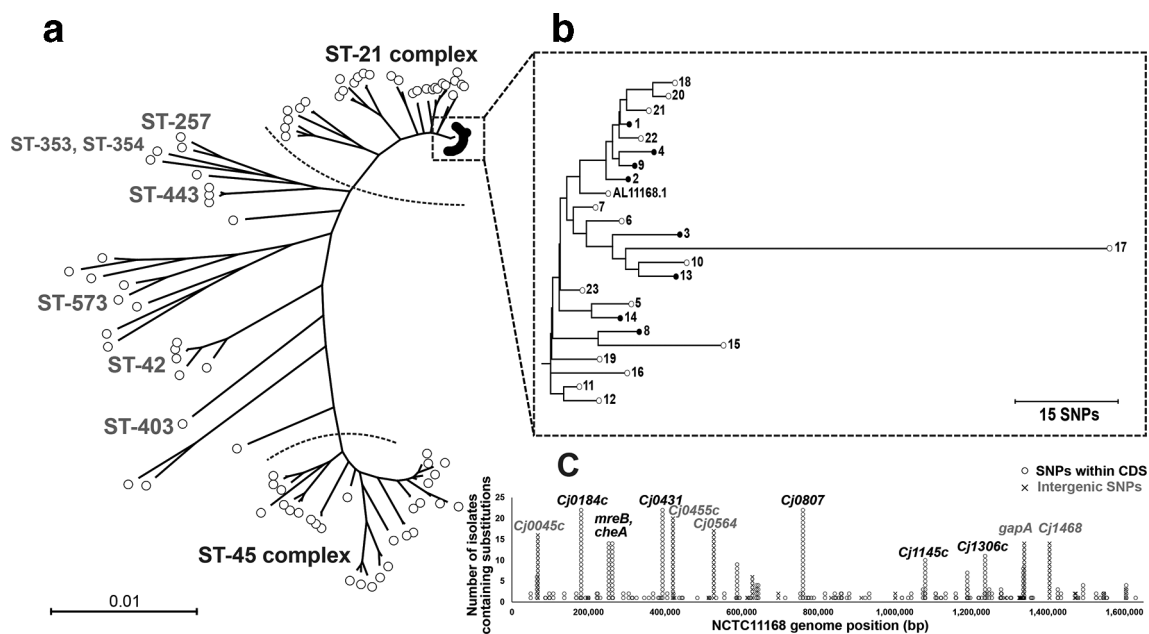 a
ST-21 complex
ST-257
ST-353, ST-354
ST-443
ST-573
ST-42
ST-403
ST-45 complex
0.01
b
18
20
21
1
22
4
9
2
AL11168.1
7
6
3
17
10
13
23
5
14
8
15
19
16
11
12
15 SNPs
C
SNPs within CDS
Intergenic SNPs
Number of isolates
containing substitutions
25
20
15
10
5
0
Cj0045c
Cj0184c
mreB,
cheA
Cj0431
Cj0455c
Cj0564
Cj0807
Cj1145c
Cj1306c
gapA
Cj1468
0
200,000
400,000
600,000
800,000
1,000,000
1,200,000
1,400,000
1,600,000
NCTC11168 genome position (bp)